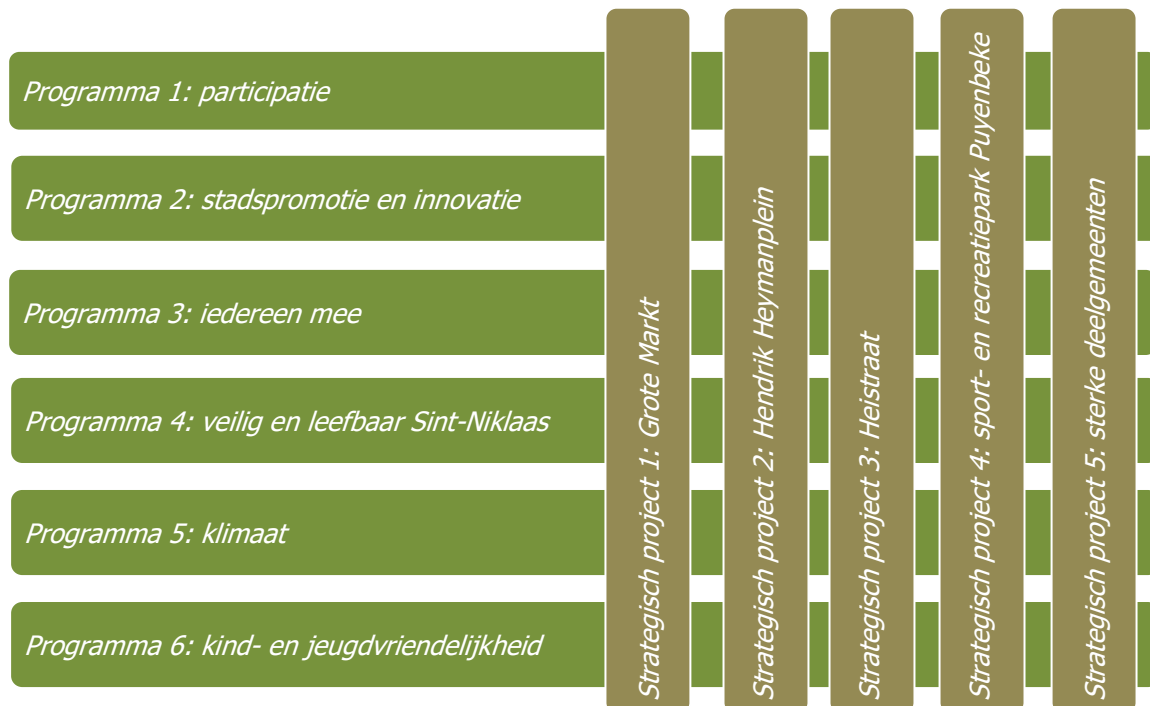 Programma 1: participatie
Programma 2: stadspromotie en innovatie
Programma 3: iedereen mee
Programma 4: veilig en leefbaar Sint-Niklaas
Programma 5: klimaat
Programma 6: kind- en jeugdvriendelijkheid
Strategisch project 1: Grote Markt
Strategisch project 2: Hendrik Heymanplein
Strategisch project 3: Heistraat
Strategisch project 4: sport- en recreatiepark Puyenbeke
Strategisch project 5: sterke deelgemeenten